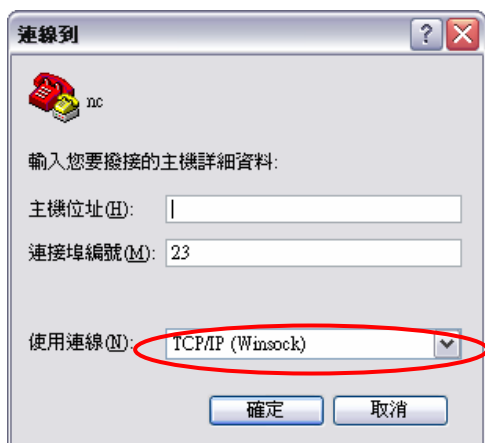 連線到
nc
輸入您要撥接的主機詳細資料:
主機位址(H):
連接埠編號(M): 23
使用連線(N): TCP/IP (Winsock)
確定 取消